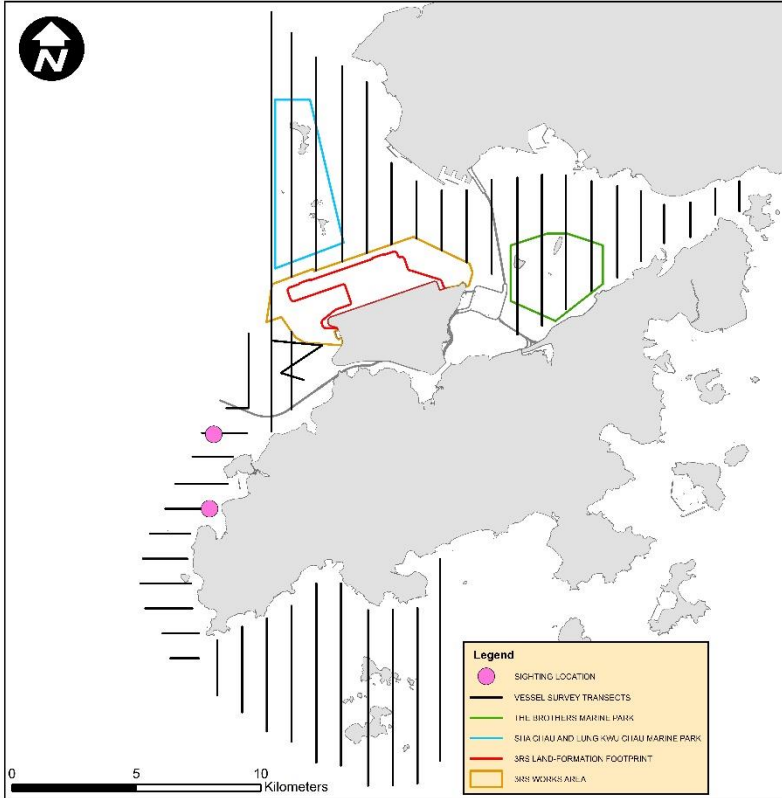 N
Legend
SIGHTING LOCATION
VESSEL SURVEY TRANSECTS
THE BROTHERS MARINE PARK
SHA CHAU AND LUNG KWU CHAU MARINE PARK
3RS LAND-FORMATION FOOTPRINT
3RS WORKS AREA
0 5 10
Kilometers